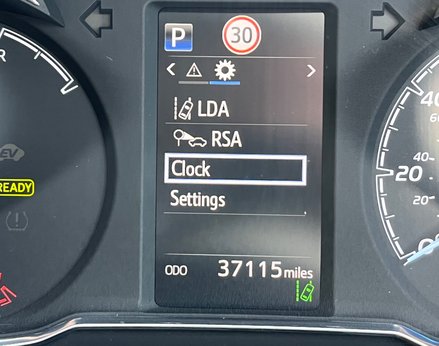 P 30
LDA
RSA
Clock
Settings
ODO 37115 miles
R
EV
READY
40
40
20
20